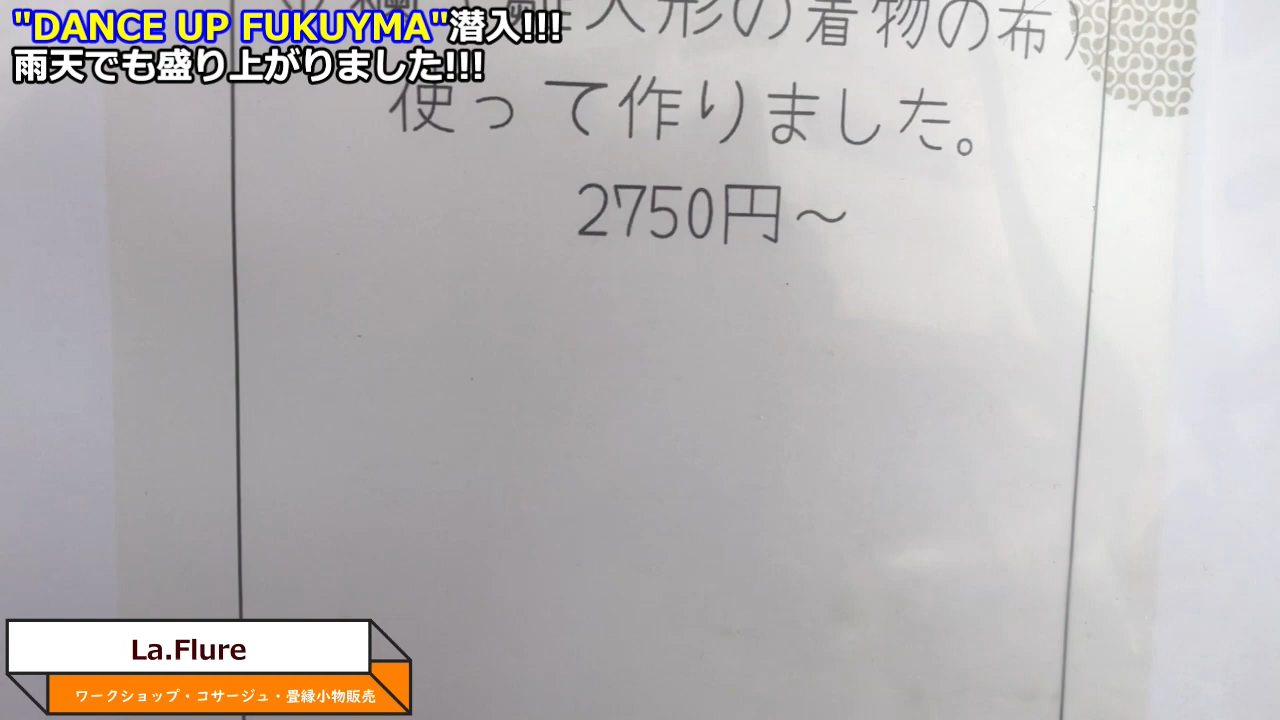 "DANCE UP FUKUYMA"潜入!!!
雨天でも盛り上がりました!!!
人形の着物の布)
使って作りました。
2750円～
La.Flure
ワークショップ・コサージュ・畳縁小物販売